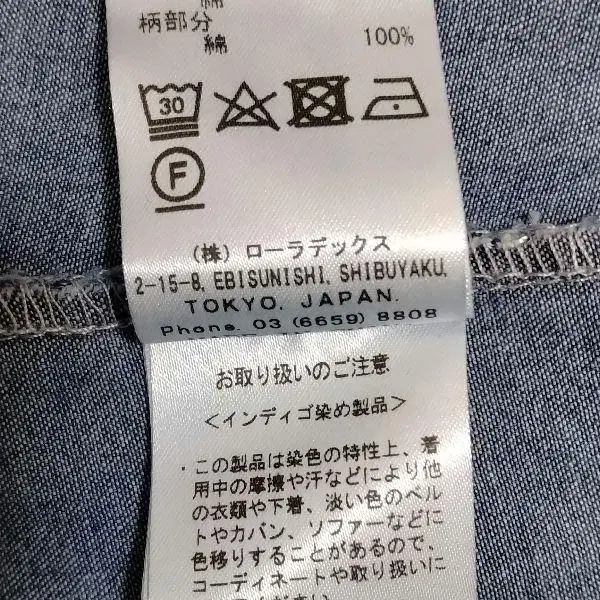 綿
柄部分
綿 100%
30
F
(株) ローラデックス
2-15-8, EBISUNISHI, SHIBUYAKU,
TOKYO, JAPAN.
Phone. 03 (6659) 8808
お取り扱いのご注意
<インディゴ染め製品>
・この製品は染色の特性上、着
用中の摩擦や汗などにより他
の衣類や下着、淡い色のベル
トやカバン、ソファーなどに
色移りすることがあるので、
コーディネートや取り扱いに